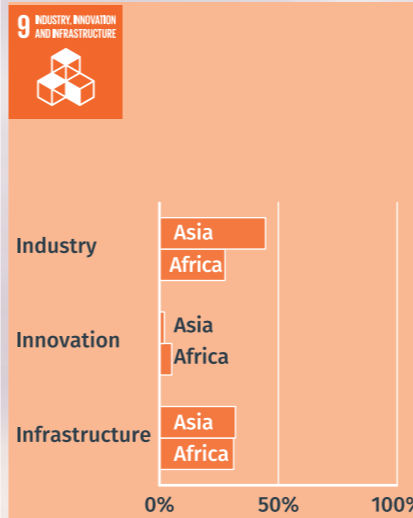 9 INDUSTRY, INNOVATION
AND INFRASTRUCTURE
Industry
Asia
Africa
Innovation
Asia
Africa
Infrastructure
Asia
Africa
0% 50% 100%